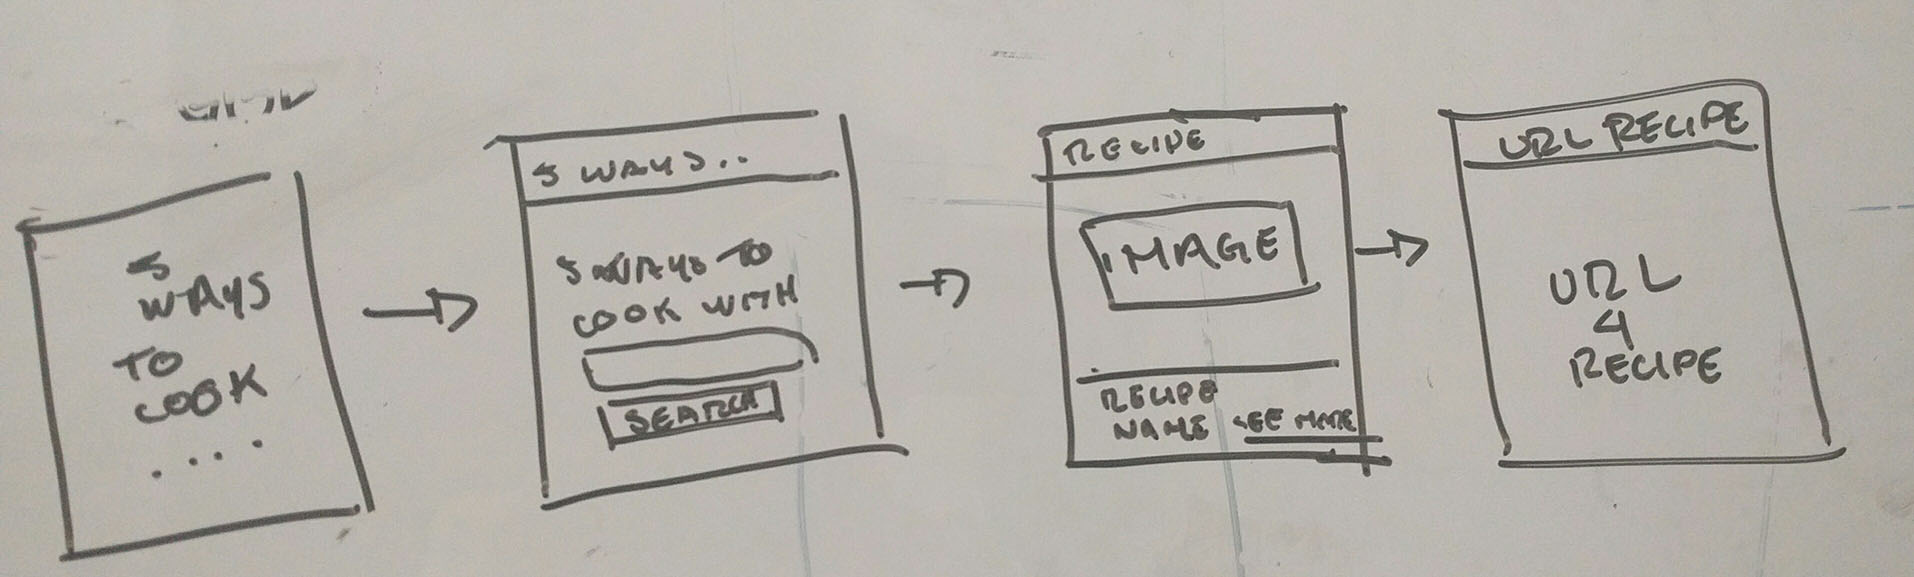 5
WAYS
TO
COOK
....
5 WAYS..
5 WAYS TO
COOK WITH
SEARCH
RECIPE
IMAGE
RECIPE
NAME SEE MORE
URL RECIPE
URL
4
RECIPE